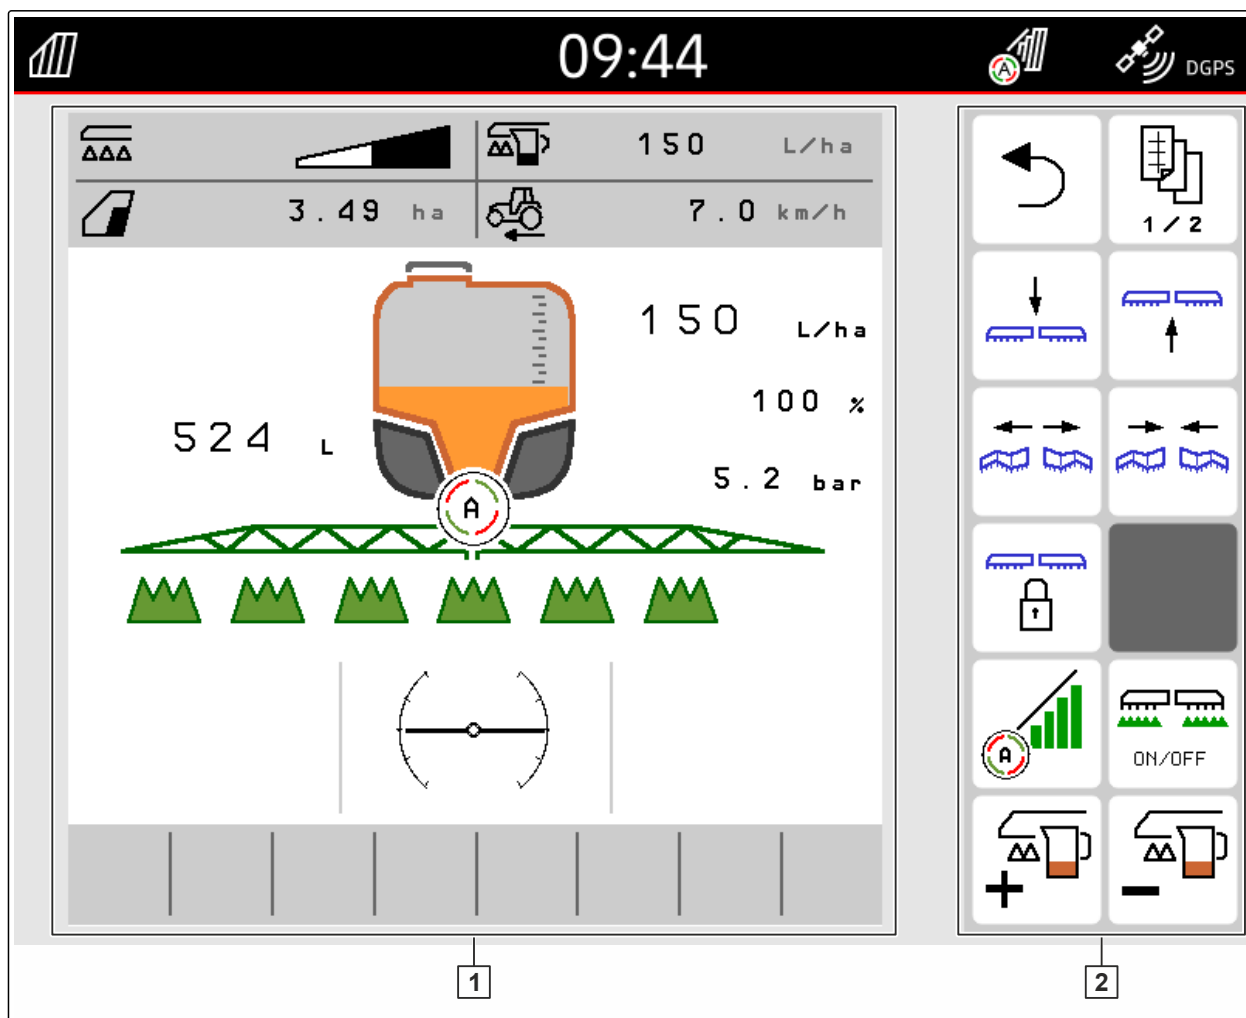 09:44
A
DGPS
150 L/ha
3.49 ha
7.0 km/h
1/2
150 L/ha
100 %
524 L
5.2 bar
A
A
ON/OFF
1
2